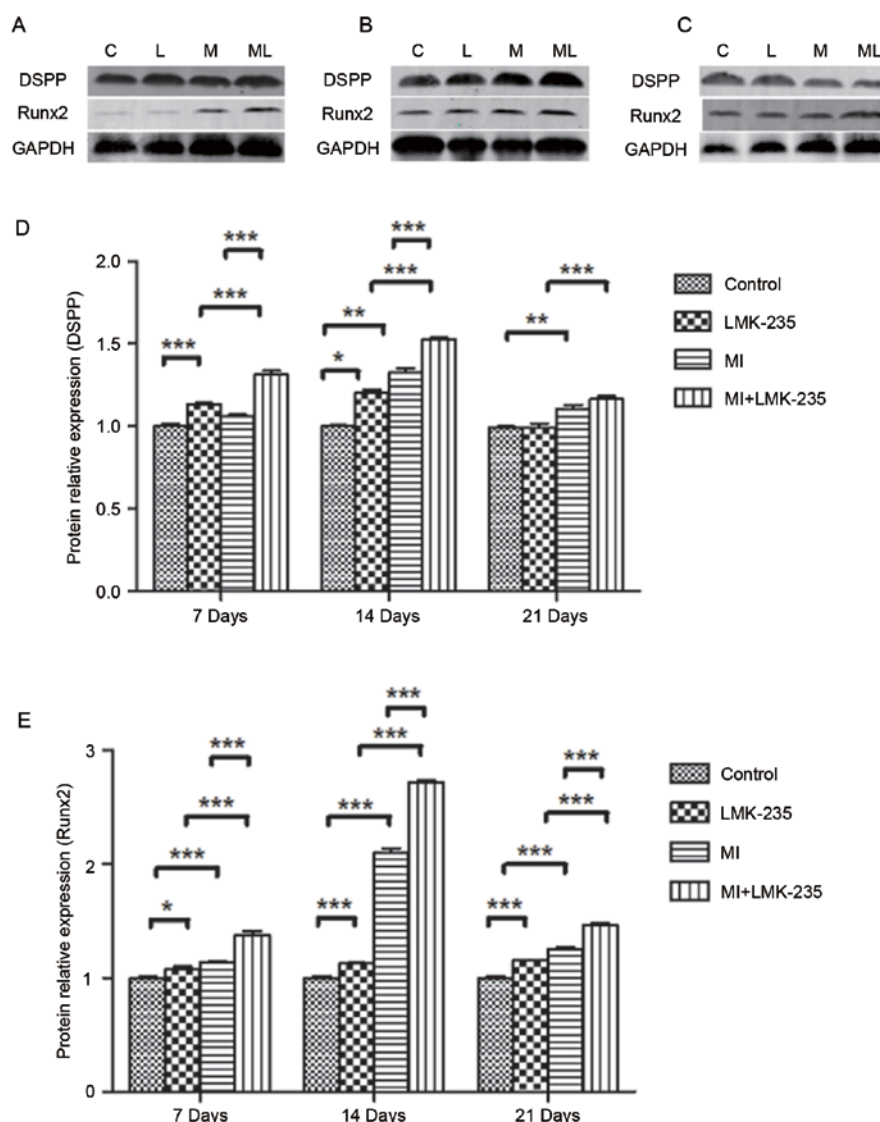 A
C L M ML
DSPP
Runx2
GAPDH
B
C L M ML
DSPP
Runx2
GAPDH
C
C L M ML
DSPP
Runx2
GAPDH
D
Protein relative expression (DSPP)
2.0
1.5
1.0
0.5
0.0
*** *** ***
* ** *** ***
** ***
7 Days 14 Days 21 Days
Control
LMK-235
MI
MI+LMK-235
E
Protein relative expression (Runx2)
3
2
1
0
* *** *** ***
*** *** *** ***
*** *** *** ***
7 Days 14 Days 21 Days
Control
LMK-235
MI
MI+LMK-235